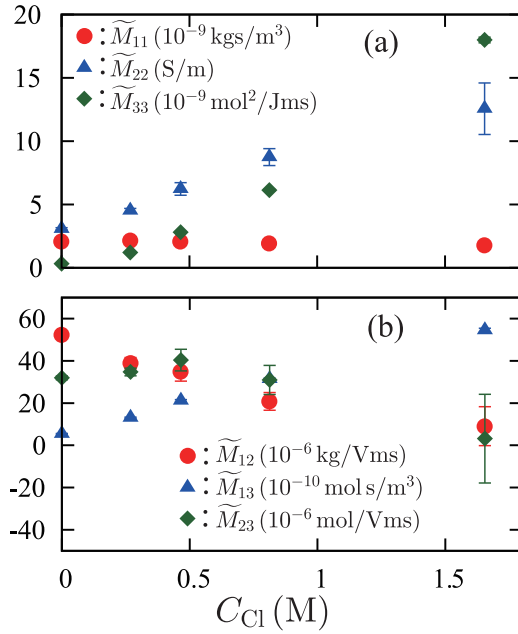 20
(a)
: M̃₁₁ (10⁻⁹ kgs/m³)
: M̃₂₂ (S/m)
: M̃₃₃ (10⁻⁹ mol²/Jms)
15
10
5
0
(b)
60
40
20
0
-20
-40
: M̃₁₂ (10⁻⁶ kg/Vms)
: M̃₁₃ (10⁻¹⁰ mol s/m³)
: M̃₂₃ (10⁻⁶ mol/Vms)
0 0.5 1 1.5
C_Cl (M)